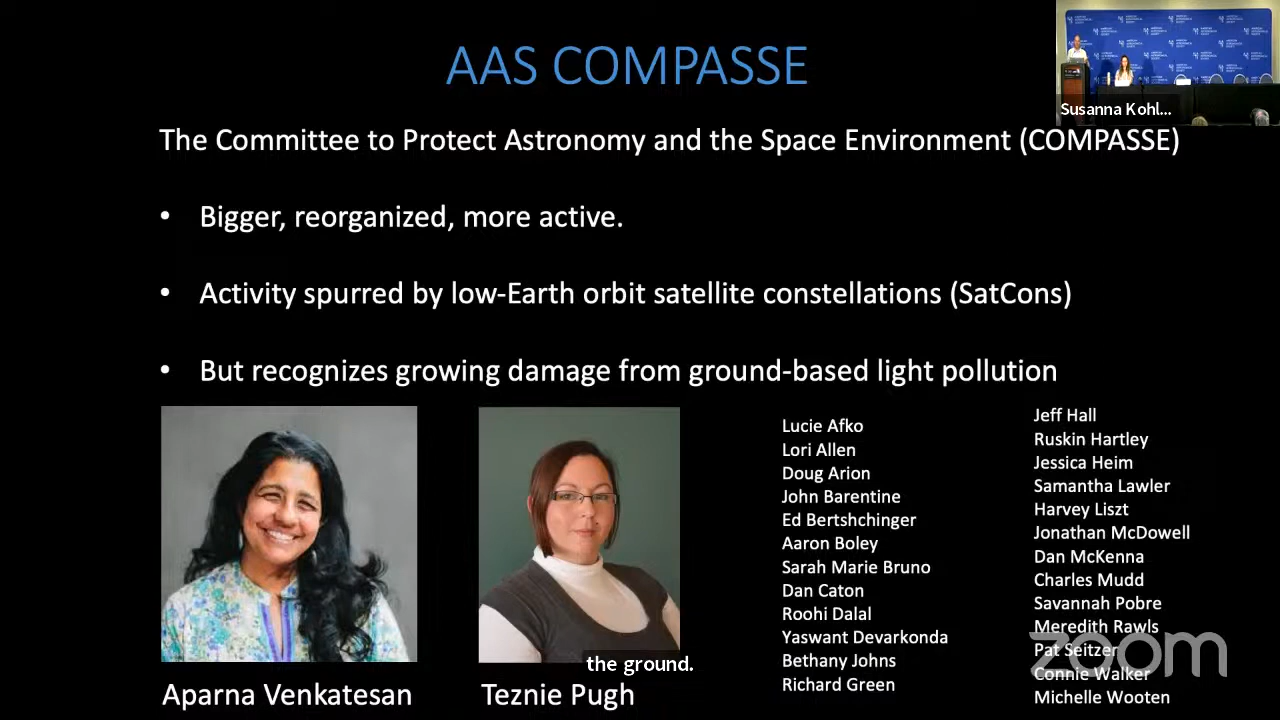 AAS COMPASSE
Susanna Kohl...
The Committee to Protect Astronomy and the Space Environment (COMPASSE)
• Bigger, reorganized, more active.
• Activity spurred by low-Earth orbit satellite constellations (SatCons)
• But recognizes growing damage from ground-based light pollution
Lucie Afko
Lori Allen
Doug Arion
John Barentine
Ed Bertshchinger
Aaron Boley
Sarah Marie Bruno
Dan Caton
Roohi Dalal
Yaswant Devarkonda
Bethany Johns
Richard Green
Jeff Hall
Ruskin Hartley
Jessica Heim
Samantha Lawler
Harvey Liszt
Jonathan McDowell
Dan McKenna
Charles Mudd
Savannah Pobre
Meredith Rawls
Pat Seitzer
Connie Walker
Michelle Wooten
zoom
the ground.
Aparna Venkatesan
Teznie Pugh